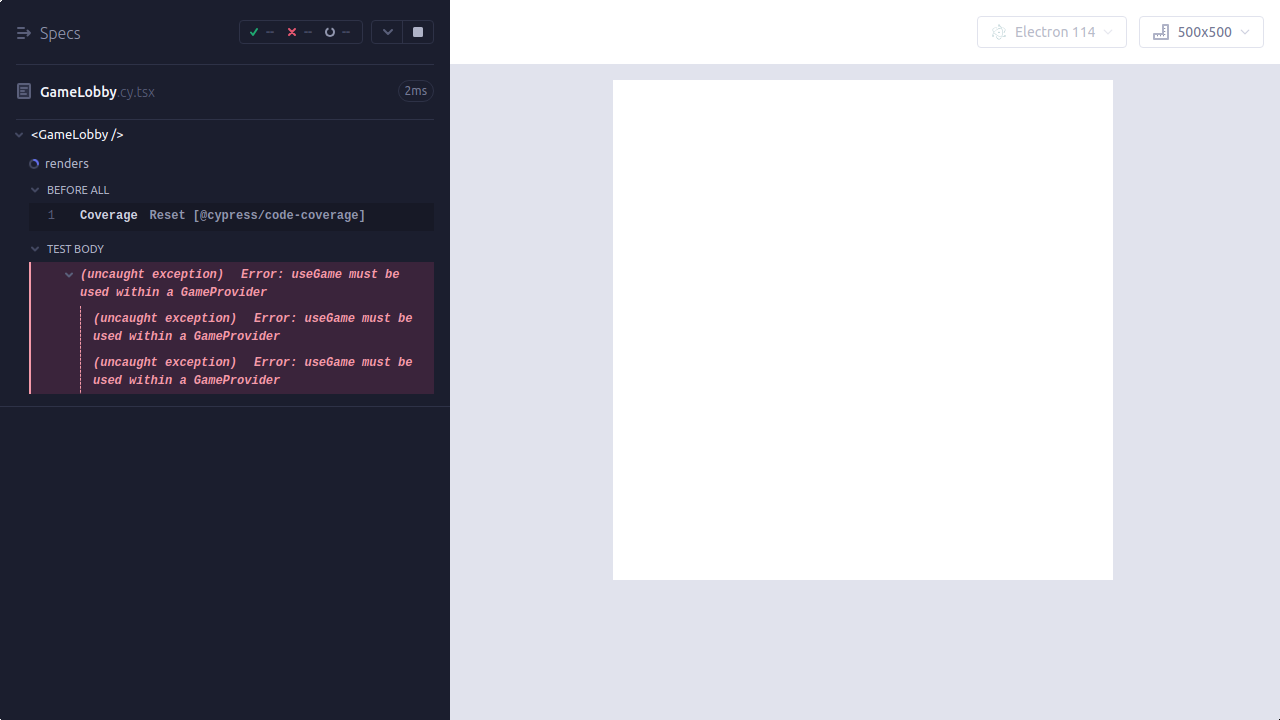 Specs
--
--
--
Electron 114
500x500
GameLobby.cy.tsx
2ms
<GameLobby />
renders
BEFORE ALL
1 Coverage Reset [@cypress/code-coverage]
TEST BODY
(uncaught exception) Error: useGame must be
used within a GameProvider
(uncaught exception) Error: useGame must be
used within a GameProvider
(uncaught exception) Error: useGame must be
used within a GameProvider